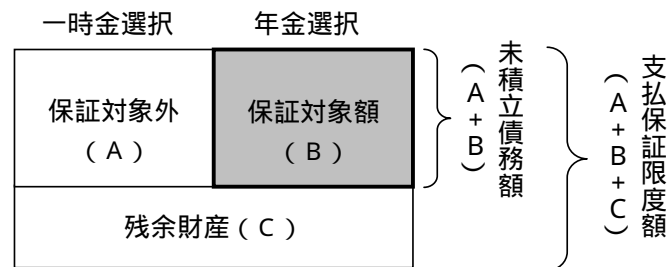 一時金選択
年金選択
保証対象外
(A)
保証対象額
(B)
残余財産(C)
未積立債務額
(A+B)
支払保証限度額
(A+B+C)